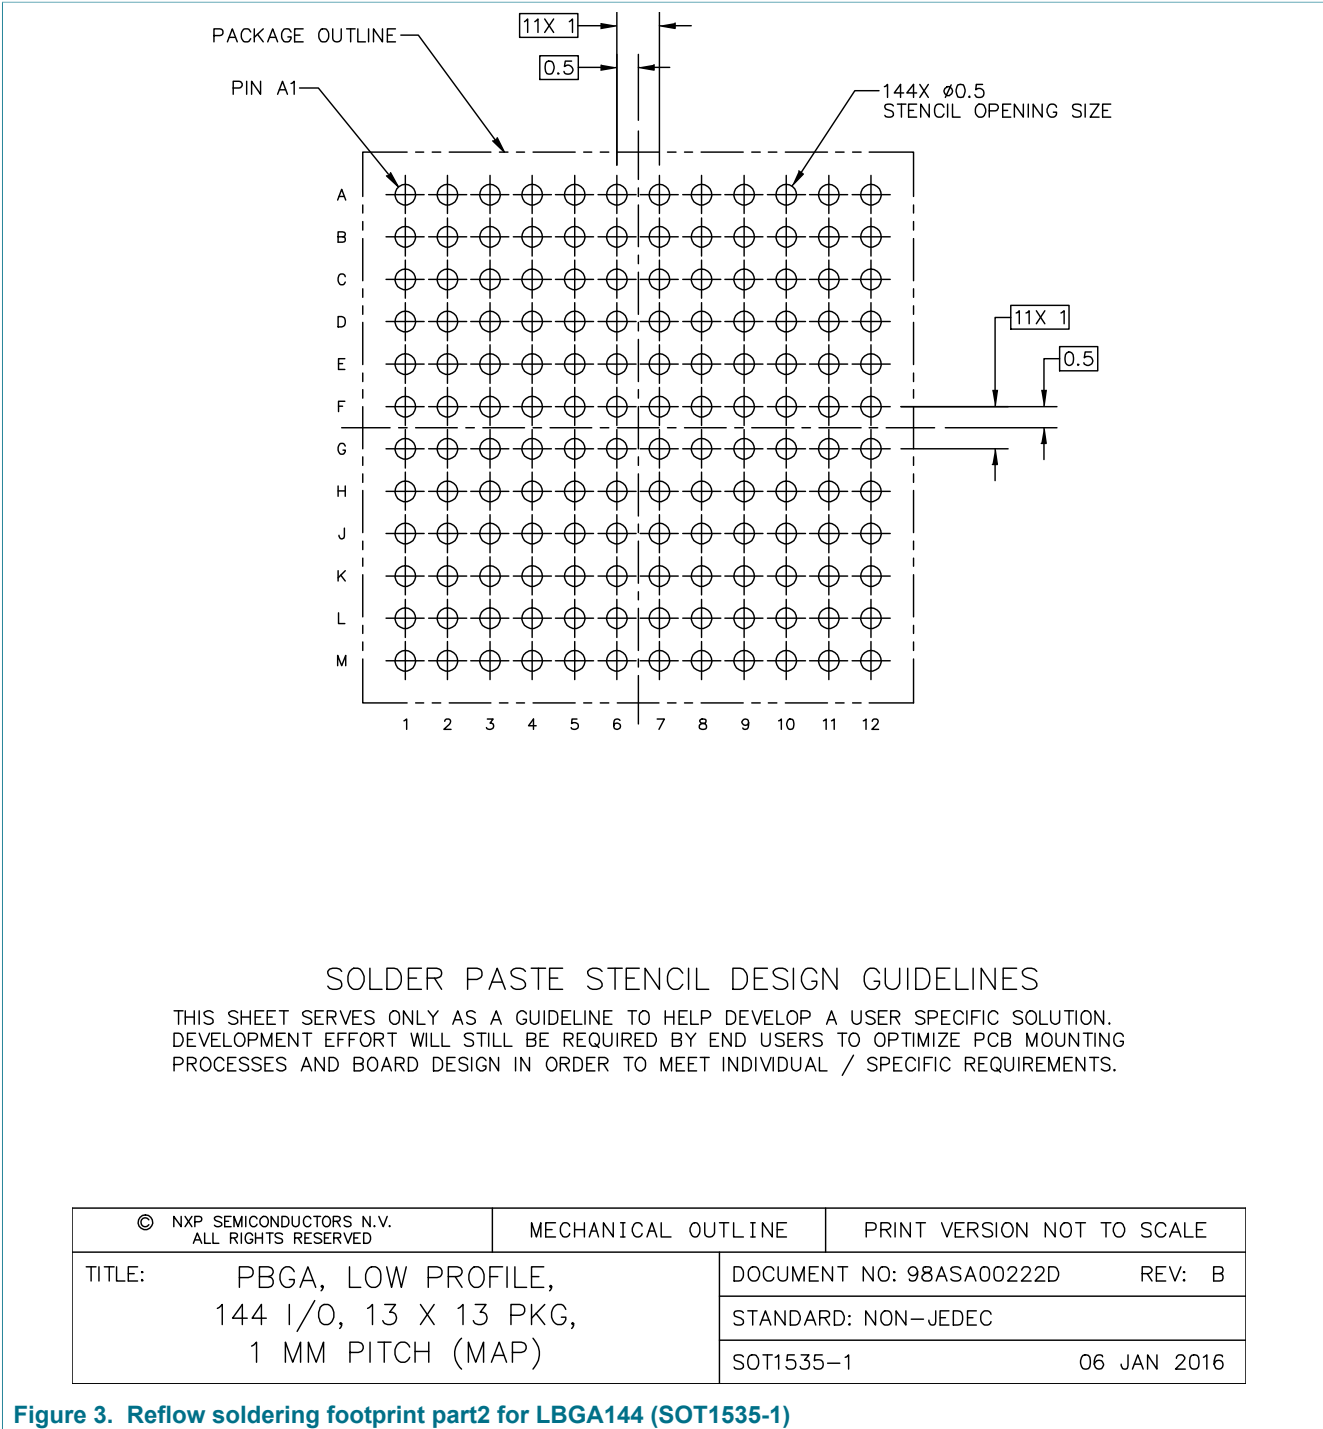 11X 1
PACKAGE OUTLINE
0.5
PIN A1
144X ⌀0.5
STENCIL OPENING SIZE
A
B
C
D
11X 1
E
0.5
F
G
H
J
K
L
M
1 2 3 4 5 6 7 8 9 10 11 12
SOLDER PASTE STENCIL DESIGN GUIDELINES
THIS SHEET SERVES ONLY AS A GUIDELINE TO HELP DEVELOP A USER SPECIFIC SOLUTION.
DEVELOPMENT EFFORT WILL STILL BE REQUIRED BY END USERS TO OPTIMIZE PCB MOUNTING
PROCESSES AND BOARD DESIGN IN ORDER TO MEET INDIVIDUAL / SPECIFIC REQUIREMENTS.
© NXP SEMICONDUCTORS N.V.
ALL RIGHTS RESERVED
MECHANICAL OUTLINE
PRINT VERSION NOT TO SCALE
TITLE:
PBGA, LOW PROFILE,
144 I/O, 13 X 13 PKG,
1 MM PITCH (MAP)
DOCUMENT NO: 98ASA00222D REV: B
STANDARD: NON-JEDEC
SOT1535-1 06 JAN 2016
Figure 3. Reflow soldering footprint part2 for LBGA144 (SOT1535-1)